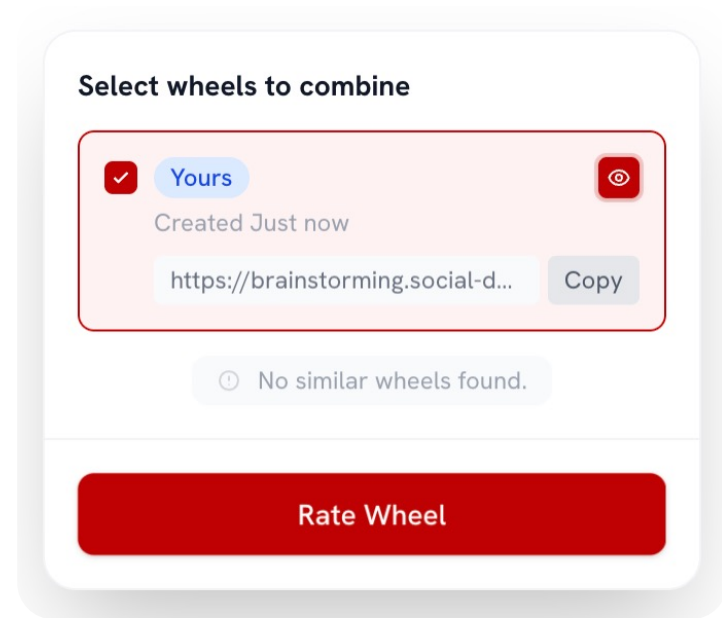 Select wheels to combine
Yours
Created Just now
https://brainstorming.social-d...
Copy
No similar wheels found.
Rate Wheel